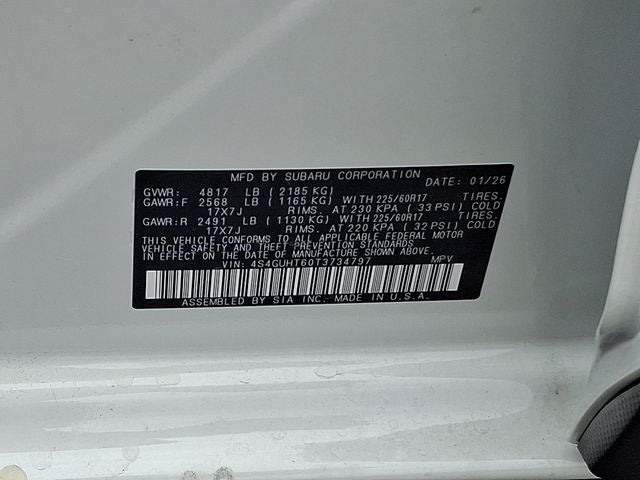 MFD BY SUBARU CORPORATION DATE: 01/26
GVWR: 4817 LB (2185 KG)
GAWR:F 2568 LB (1165 KG) WITH 225/60R17 TIRES.
17X7J RIMS. AT 230 KPA (33 PSI) COLD
GAWR:R 2491 LB (1130 KG) WITH 225/60R17 TIRES.
17X7J RIMS. AT 220 KPA (32 PSI) COLD
THIS VEHICLE CONFORMS TO ALL APPLICABLE FEDERAL MOTOR
VEHICLE SAFETY AND THEFT PREVENTION STANDARDS
IN EFFECT ON THE DATE OF MANUFACTURE SHOWN ABOVE.
VIN: 4S4GUHT60T3734797 MPV
ASSEMBLED BY SIA INC. MADE IN U.S.A.